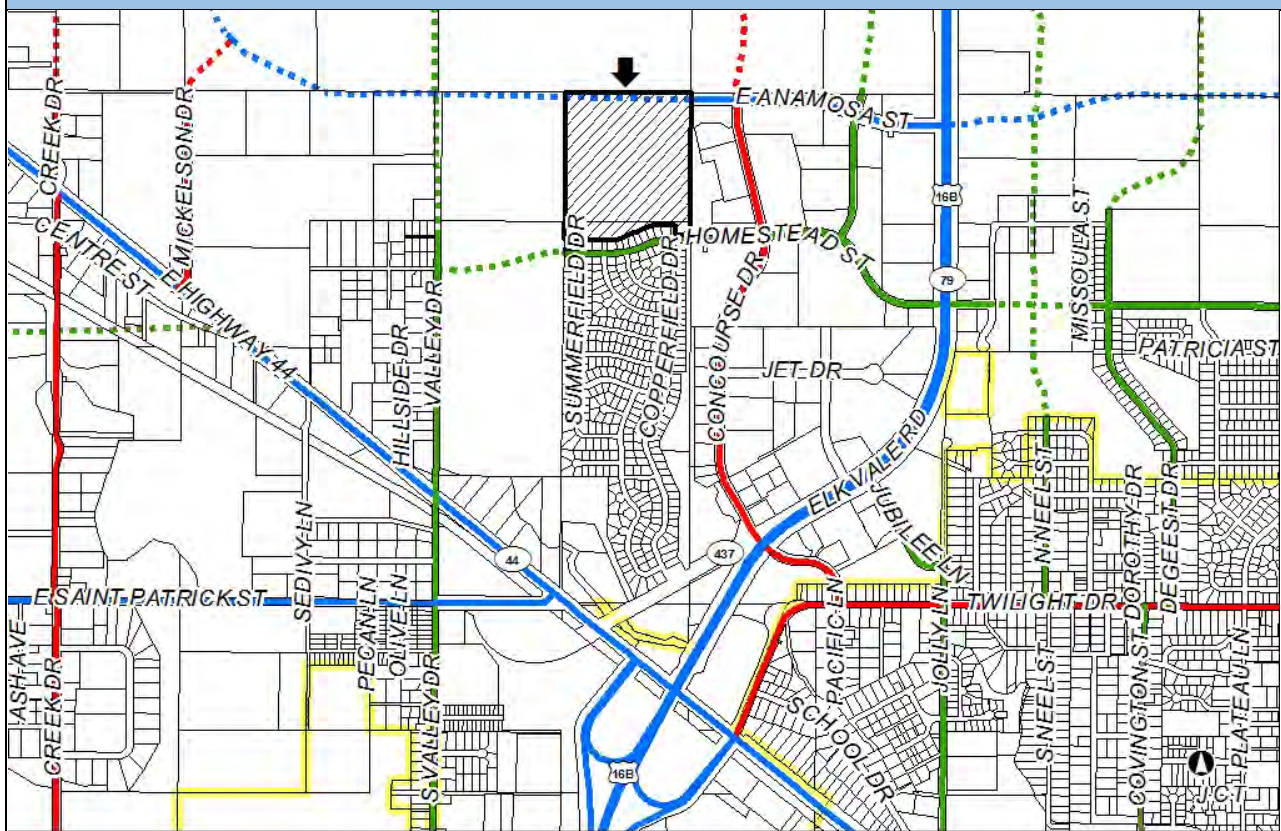 E ANAMOSA ST
CREEK DR
MICKELSON DR
CENTRE ST
E HIGHWAY 44
16B
MISSOULA ST
SUMMERFIELD DR
COPPERFIELD DR
HOMESTEAD ST
CONCOURSE DR
79
HILLSIDE DR
VALLEY DR
PATRICIA ST
JET DR
ELK VALE RD
JUBILEE LN
N NEEL ST
DOROTHY DR
DEGEEST DR
SEDIVY LN
44
437
E SAINT PATRICK ST
PECAN LN
OLIVE LN
PACIFIC LN
TWILIGHT DR
JOLLY LN
ASH AVE
CREEK DR
S VALLEY DR
SCHOOL DR
S NEEL ST
COVINGTON ST
PLATEAU LN
16B